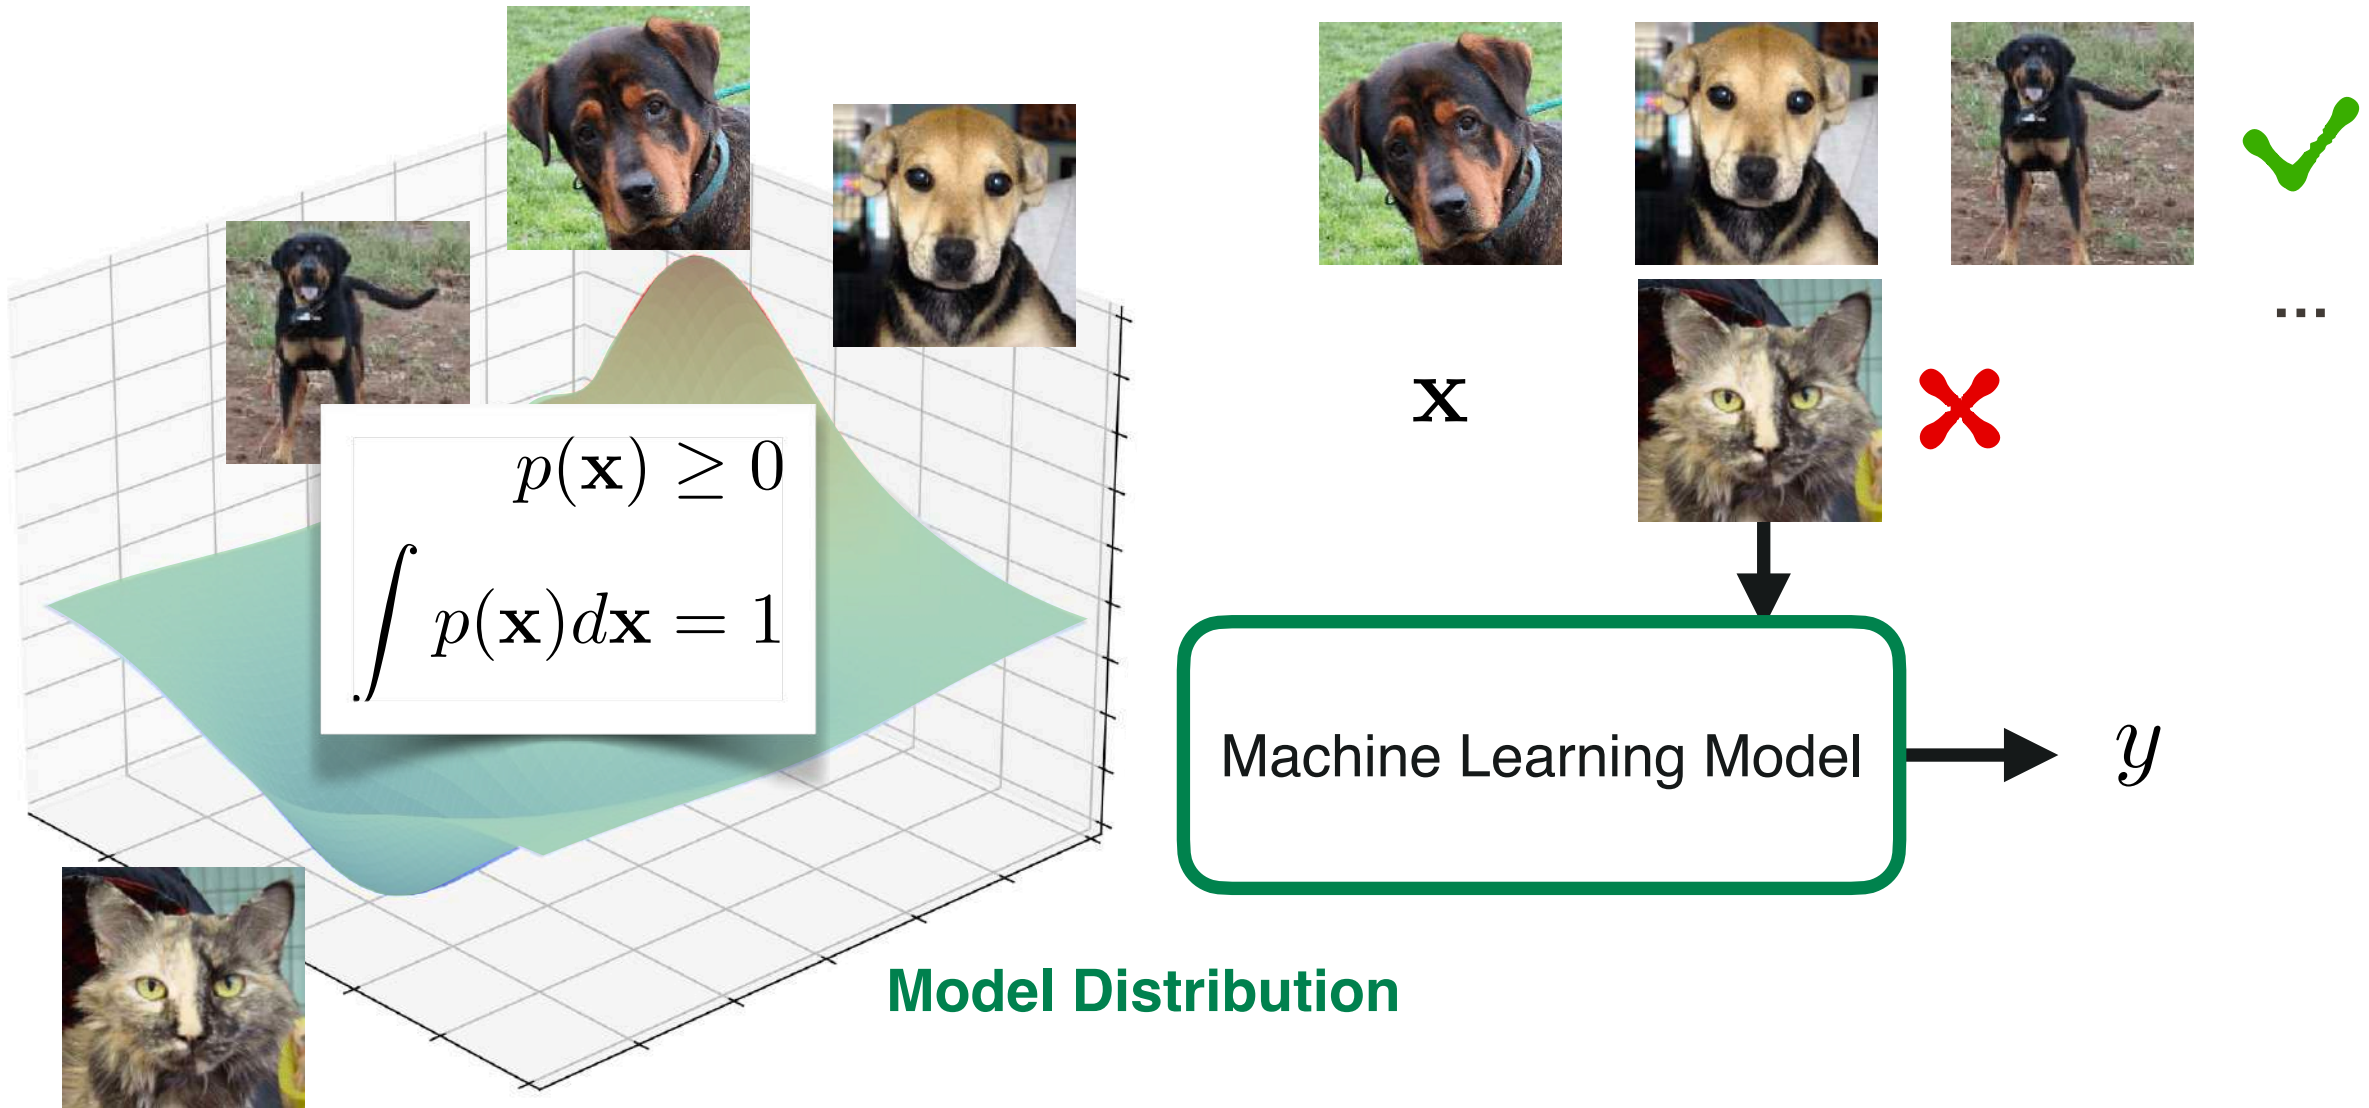 p(𝐱) ≥ 0
∫ p(𝐱)d𝐱 = 1
𝐱
...
Machine Learning Model
y
Model Distribution